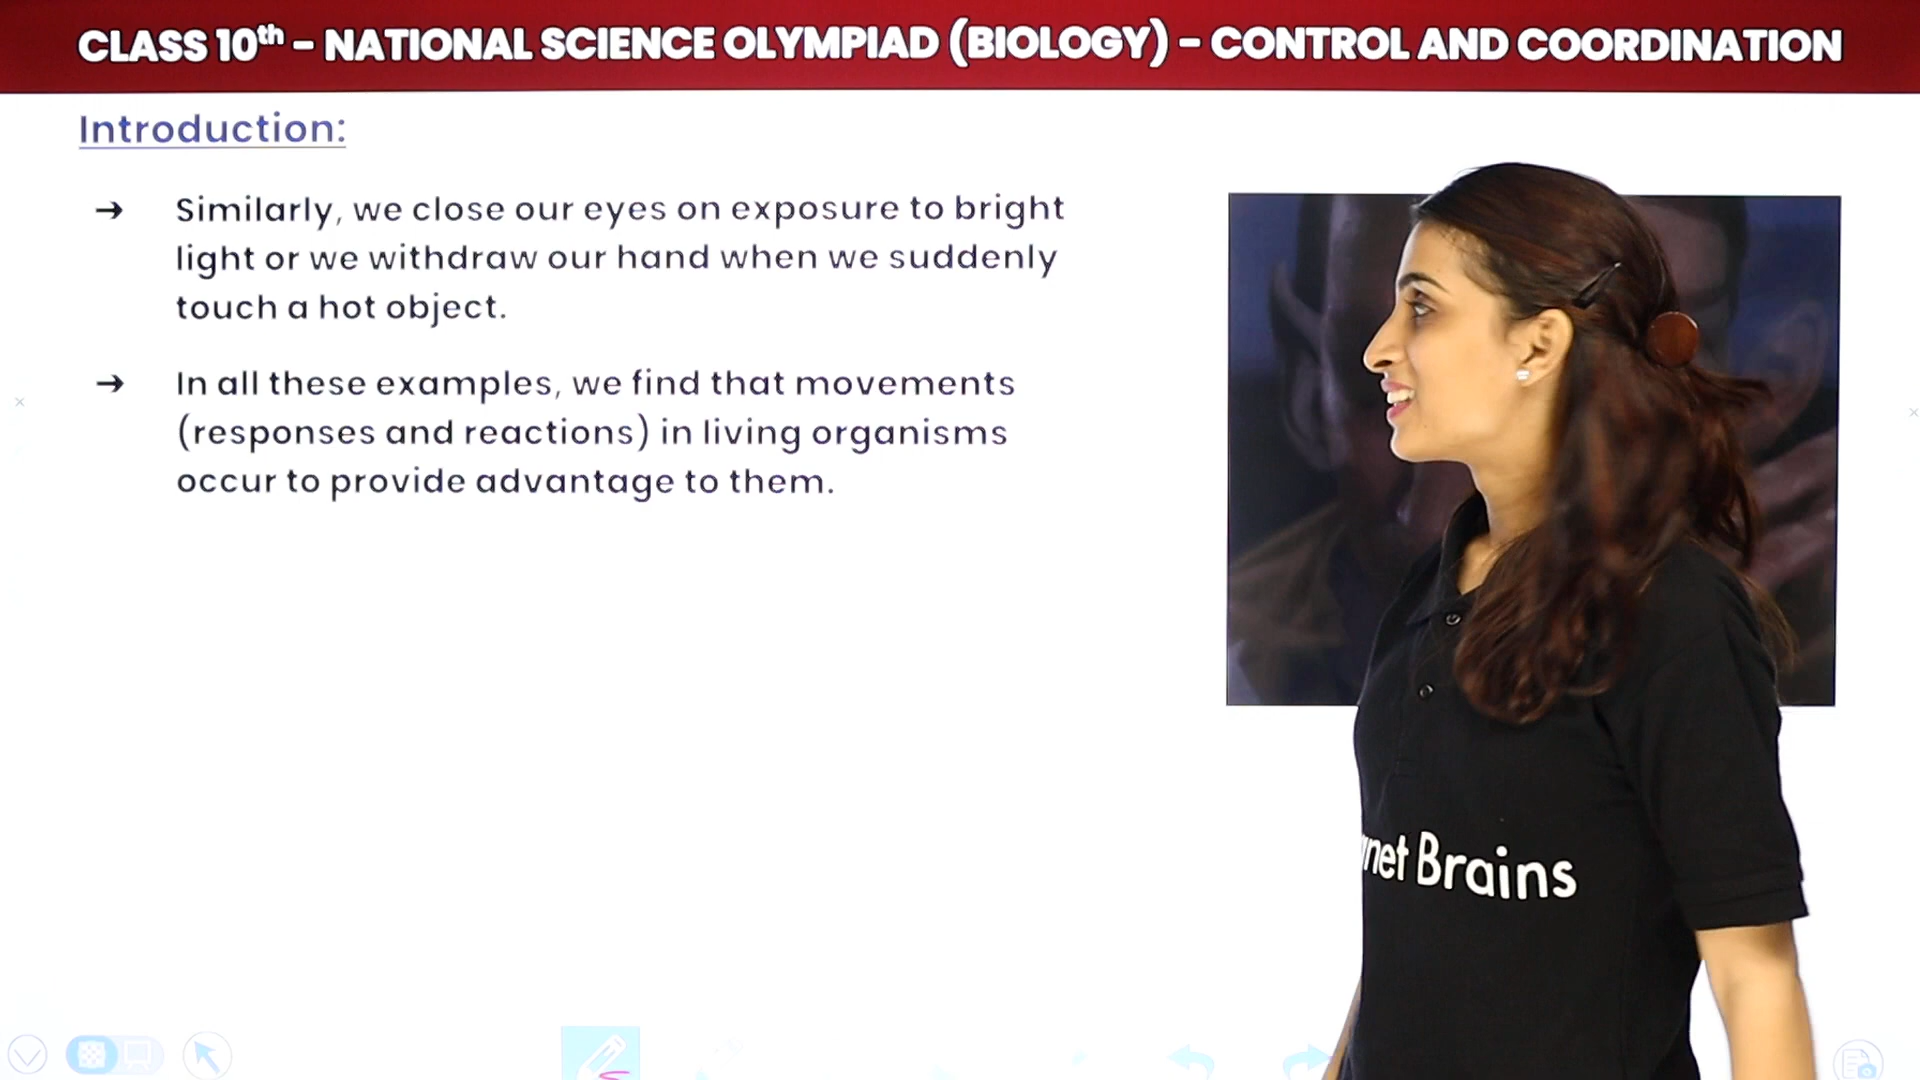 CLASS 10th - NATIONAL SCIENCE OLYMPIAD (BIOLOGY) - CONTROL AND COORDINATION
Introduction:
→ Similarly, we close our eyes on exposure to bright
light or we withdraw our hand when we suddenly
touch a hot object.
→ In all these examples, we find that movements
(responses and reactions) in living organisms
occur to provide advantage to them.
net Brains